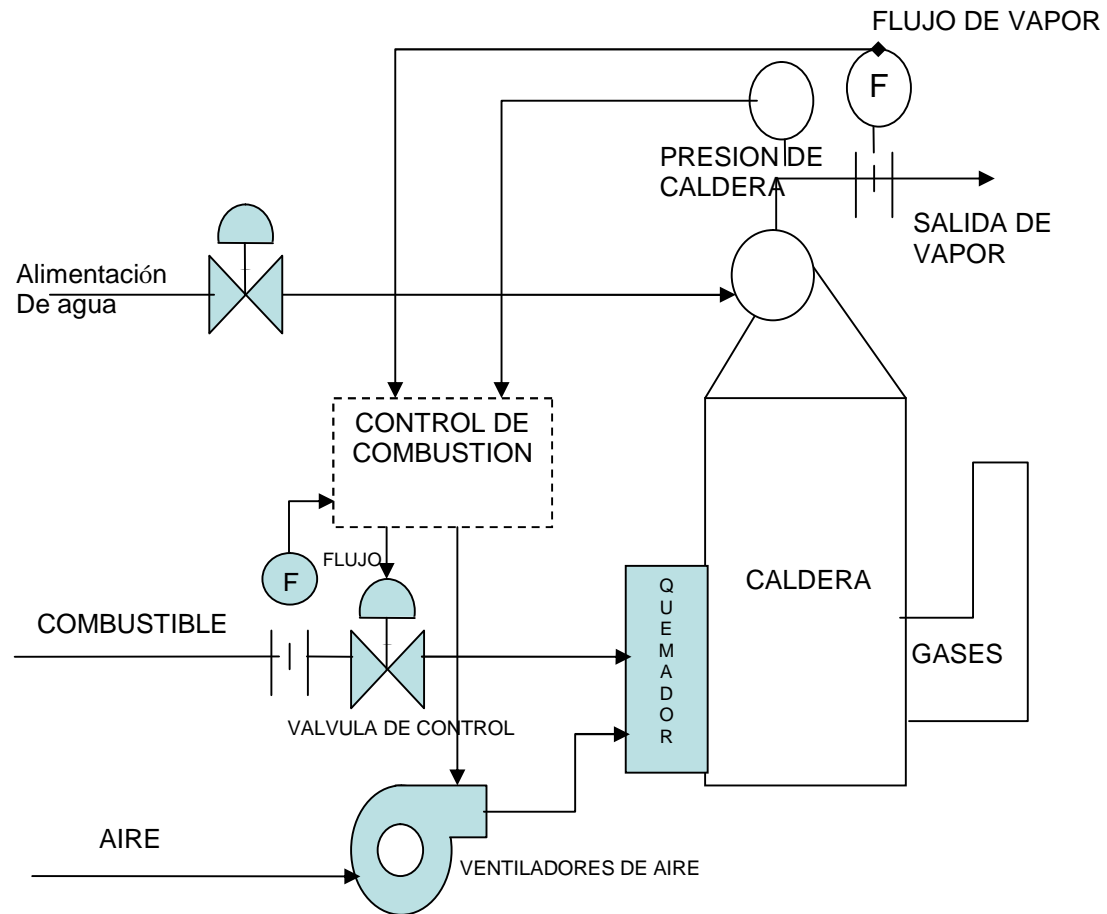 FLUJO DE VAPOR
F
PRESION DE
CALDERA
SALIDA DE
VAPOR
Alimentación
De agua
CONTROL DE
COMBUSTION
FLUJO
F
COMBUSTIBLE
VALVULA DE CONTROL
QUEMADOR
CALDERA
GASES
AIRE
VENTILADORES DE AIRE